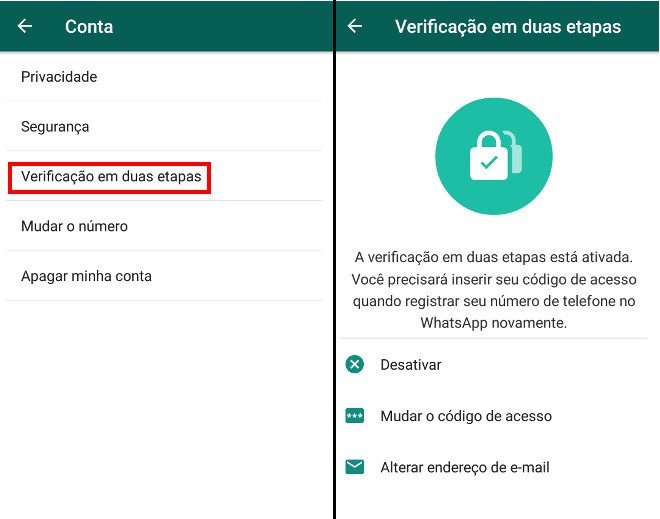 Conta
Privacidade
Segurança
Verificação em duas etapas
Mudar o número
Apagar minha conta
Verificação em duas etapas
A verificação em duas etapas está ativada.
Você precisará inserir seu código de acesso
quando registrar seu número de telefone no
WhatsApp novamente.
Desativar
Mudar o código de acesso
Alterar endereço de e-mail